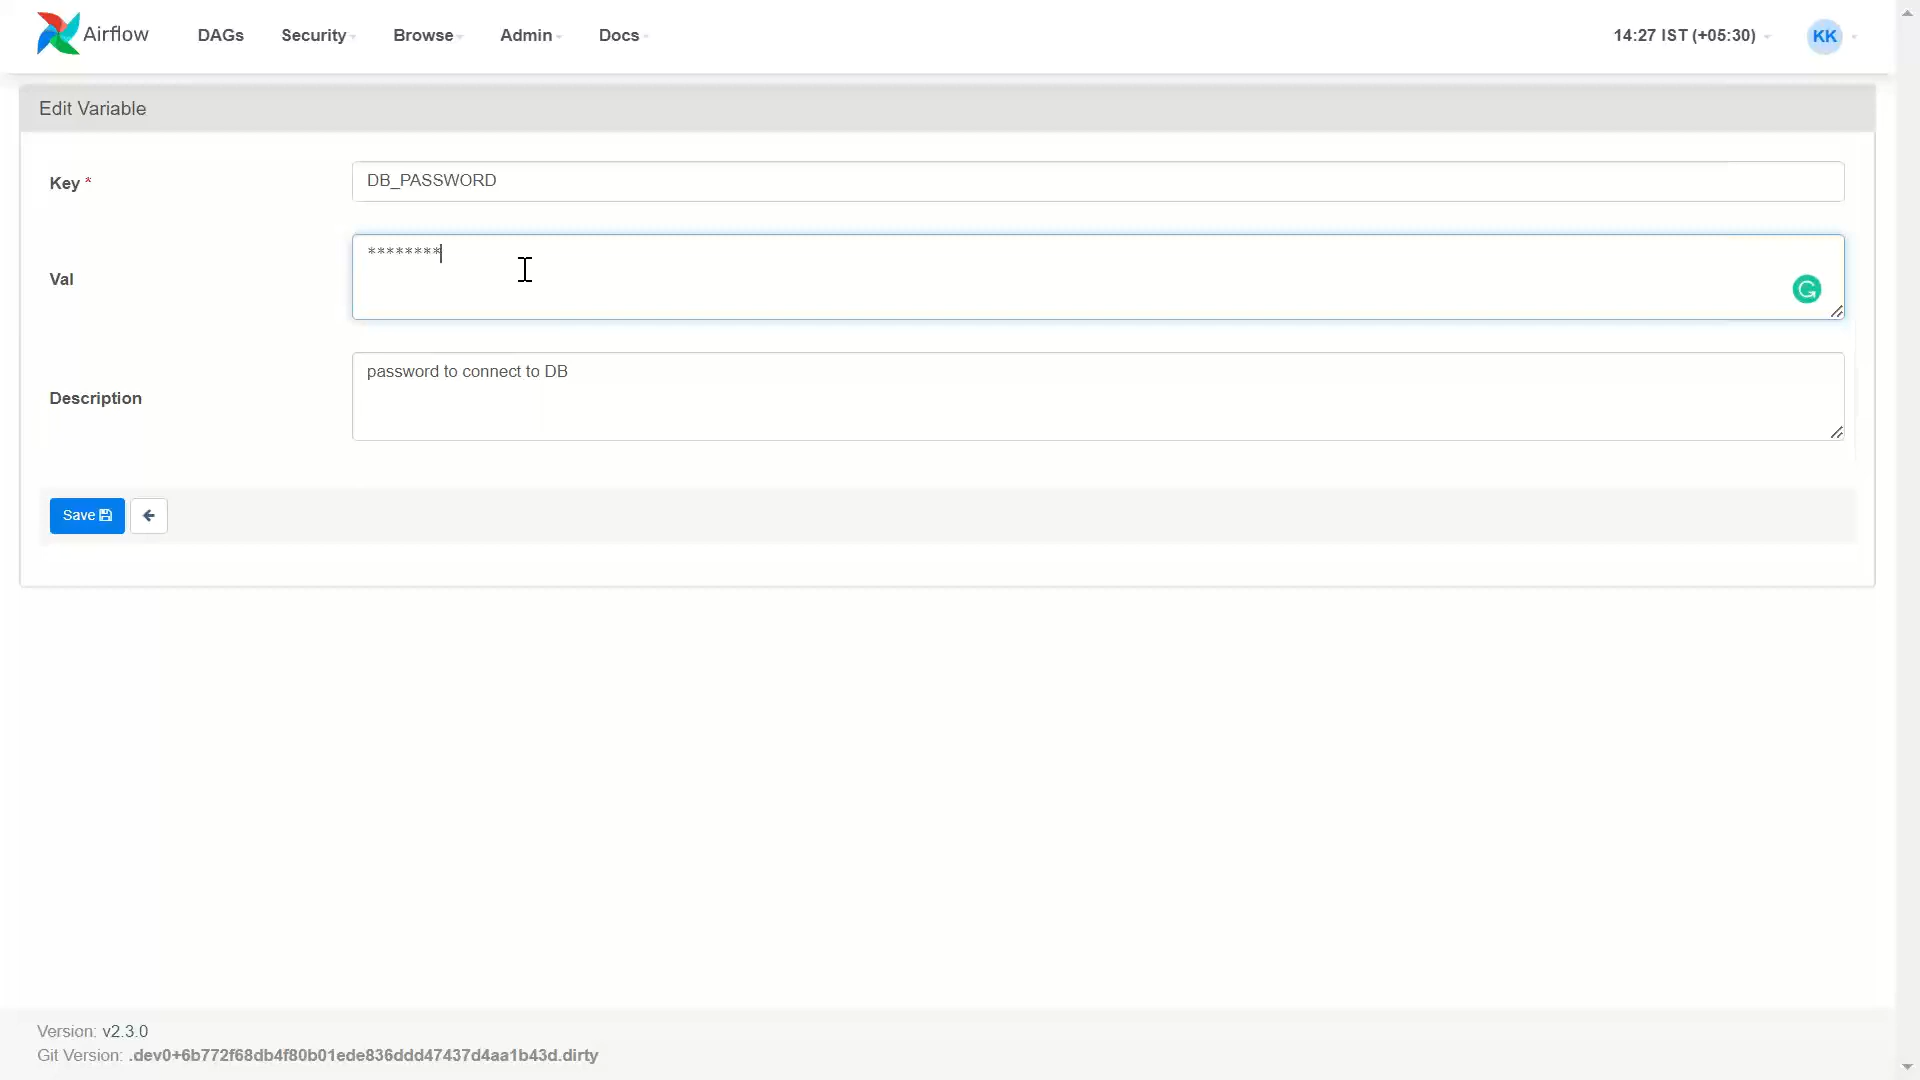 Airflow DAGs Security Browse Admin Docs 14:27 IST (+05:30) KK
Edit Variable
Key * DB_PASSWORD
Val ********
Description password to connect to DB
Save
Version: v2.3.0
Git Version: .dev0+6b772f68db4f80b01ede836ddd47437d4aa1b43d.dirty